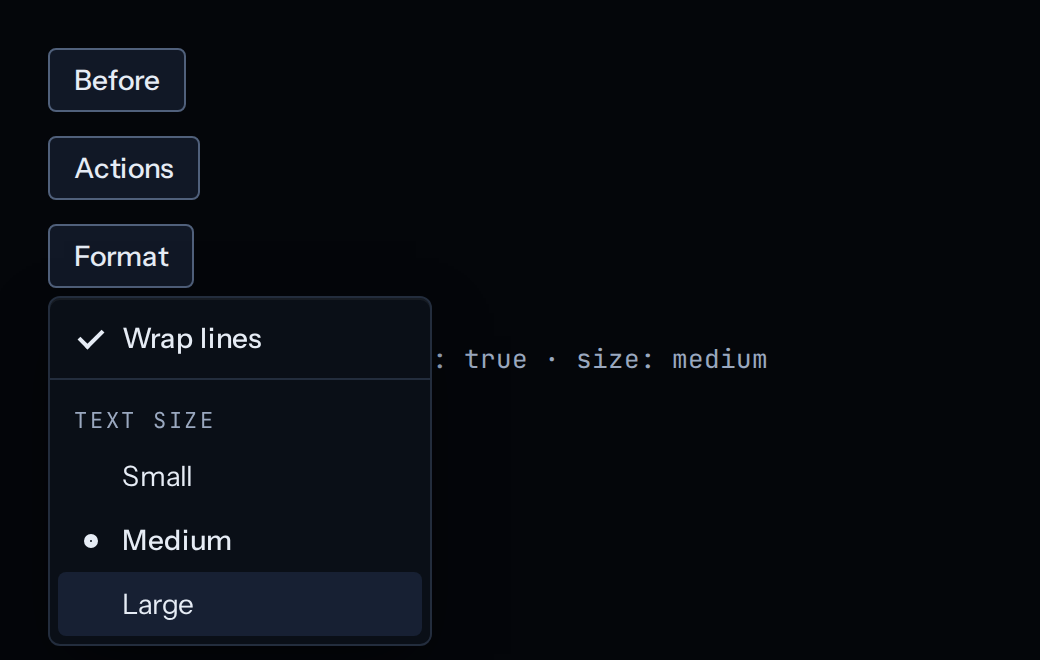 Before
Actions
Format
Wrap lines
: true · size: medium
TEXT SIZE
Small
Medium
Large